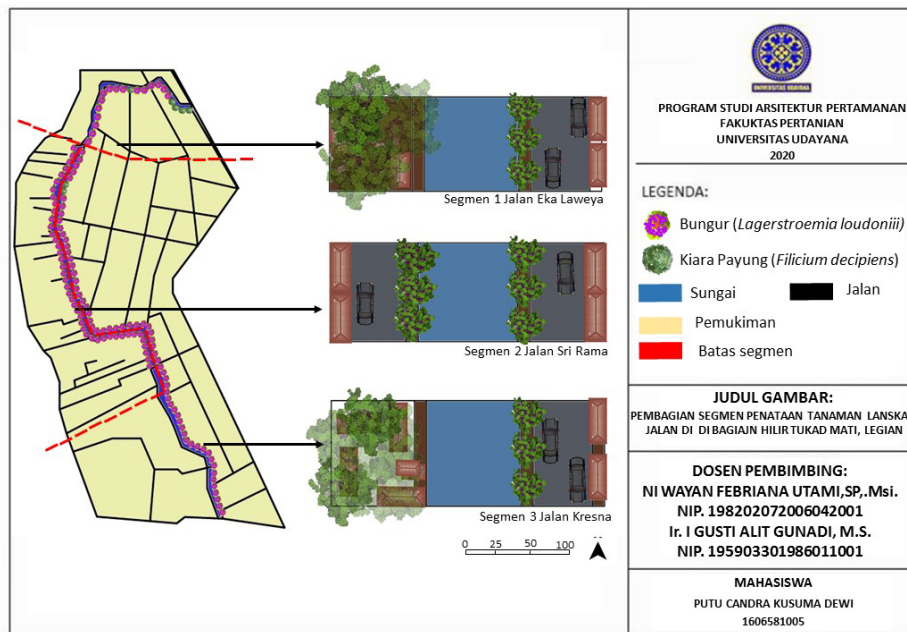 Segmen 1 Jalan Eka Laweya
Segmen 2 Jalan Sri Rama
Segmen 3 Jalan Kresna
0 25 50 100
UNIVERSITAS UDAYANA
PROGRAM STUDI ARSITEKTUR PERTAMANAN
FAKUKTAS PERTANIAN
UNIVERSITAS UDAYANA
2020
LEGENDA:
Bungur (Lagerstroemia loudoniii)
Kiara Payung (Filicium decipiens)
Sungai
Jalan
Pemukiman
Batas segmen
JUDUL GAMBAR:
PEMBAGIAN SEGMEN PENATAAN TANAMAN LANSKA
JALAN DI DI BAGIAJN HILIR TUKAD MATI, LEGIAN
DOSEN PEMBIMBING:
NI WAYAN FEBRIANA UTAMI,SP,.Msi.
NIP. 198202072006042001
Ir. I GUSTI ALIT GUNADI, M.S.
NIP. 195903301986011001
MAHASISWA
PUTU CANDRA KUSUMA DEWI
1606581005